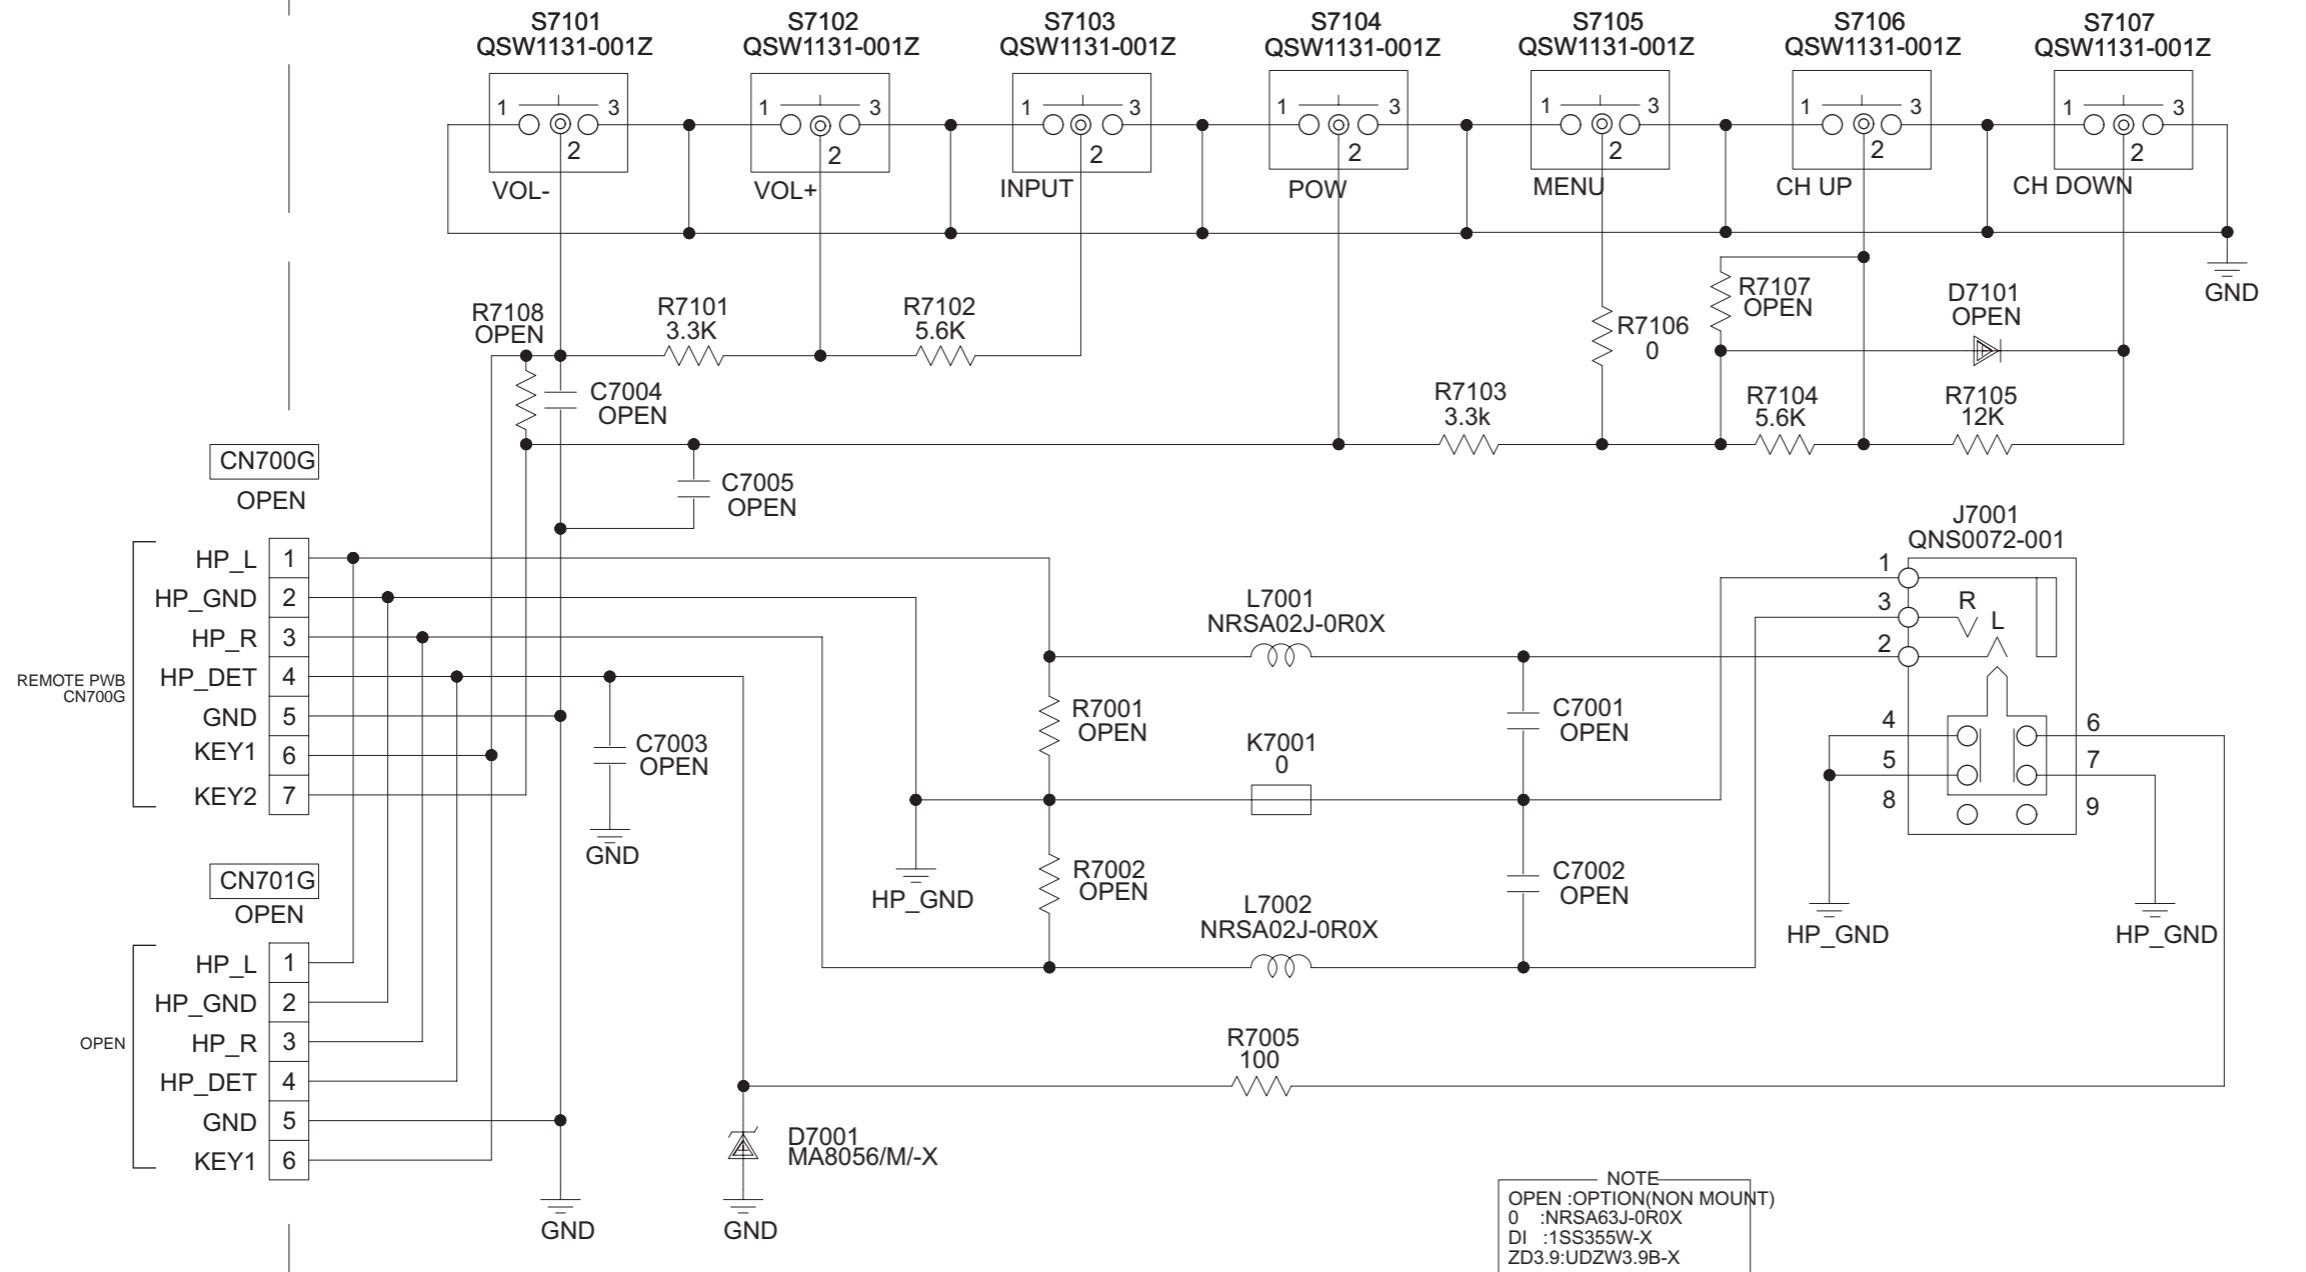 S7101
QSW1131-001Z
S7102
QSW1131-001Z
S7103
QSW1131-001Z
S7104
QSW1131-001Z
S7105
QSW1131-001Z
S7106
QSW1131-001Z
S7107
QSW1131-001Z
1 3
2
VOL-
1 3
2
VOL+
1 3
2
INPUT
1 3
2
POW
1 3
2
MENU
1 3
2
CH UP
1 3
2
CH DOWN
GND
R7108
OPEN
R7101
3.3K
R7102
5.6K
R7106
0
R7107
OPEN
D7101
OPEN
C7004
OPEN
R7103
3.3k
R7104
5.6K
R7105
12K
C7005
OPEN
CN700G
OPEN
REMOTE PWB
CN700G
HP_L 1
HP_GND 2
HP_R 3
HP_DET 4
GND 5
KEY1 6
KEY2 7
C7003
OPEN
GND
J7001
QNS0072-001
1
3 R
2 L
4 6
5 7
8 9
HP_GND
HP_GND
L7001
NRSA02J-0R0X
R7001
OPEN
C7001
OPEN
K7001
0
HP_GND
R7002
OPEN
C7002
OPEN
L7002
NRSA02J-0R0X
CN701G
OPEN
OPEN
HP_L 1
HP_GND 2
HP_R 3
HP_DET 4
GND 5
KEY1 6
R7005
100
D7001
MA8056/M/-X
GND
GND
NOTE
OPEN :OPTION(NON MOUNT)
0 :NRSA63J-0R0X
DI :1SS355W-X
ZD3.9:UDZW3.9B-X